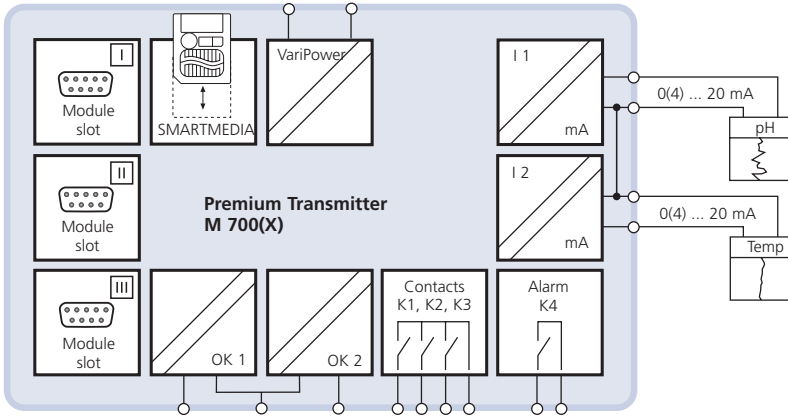 I
Module
slot
SMARTMEDIA
VariPower
I 1
mA
0(4) ... 20 mA
pH
II
Module
slot
Premium Transmitter
M 700(X)
I 2
mA
0(4) ... 20 mA
Temp
III
Module
slot
OK 1
OK 2
Contacts
K1, K2, K3
Alarm
K4